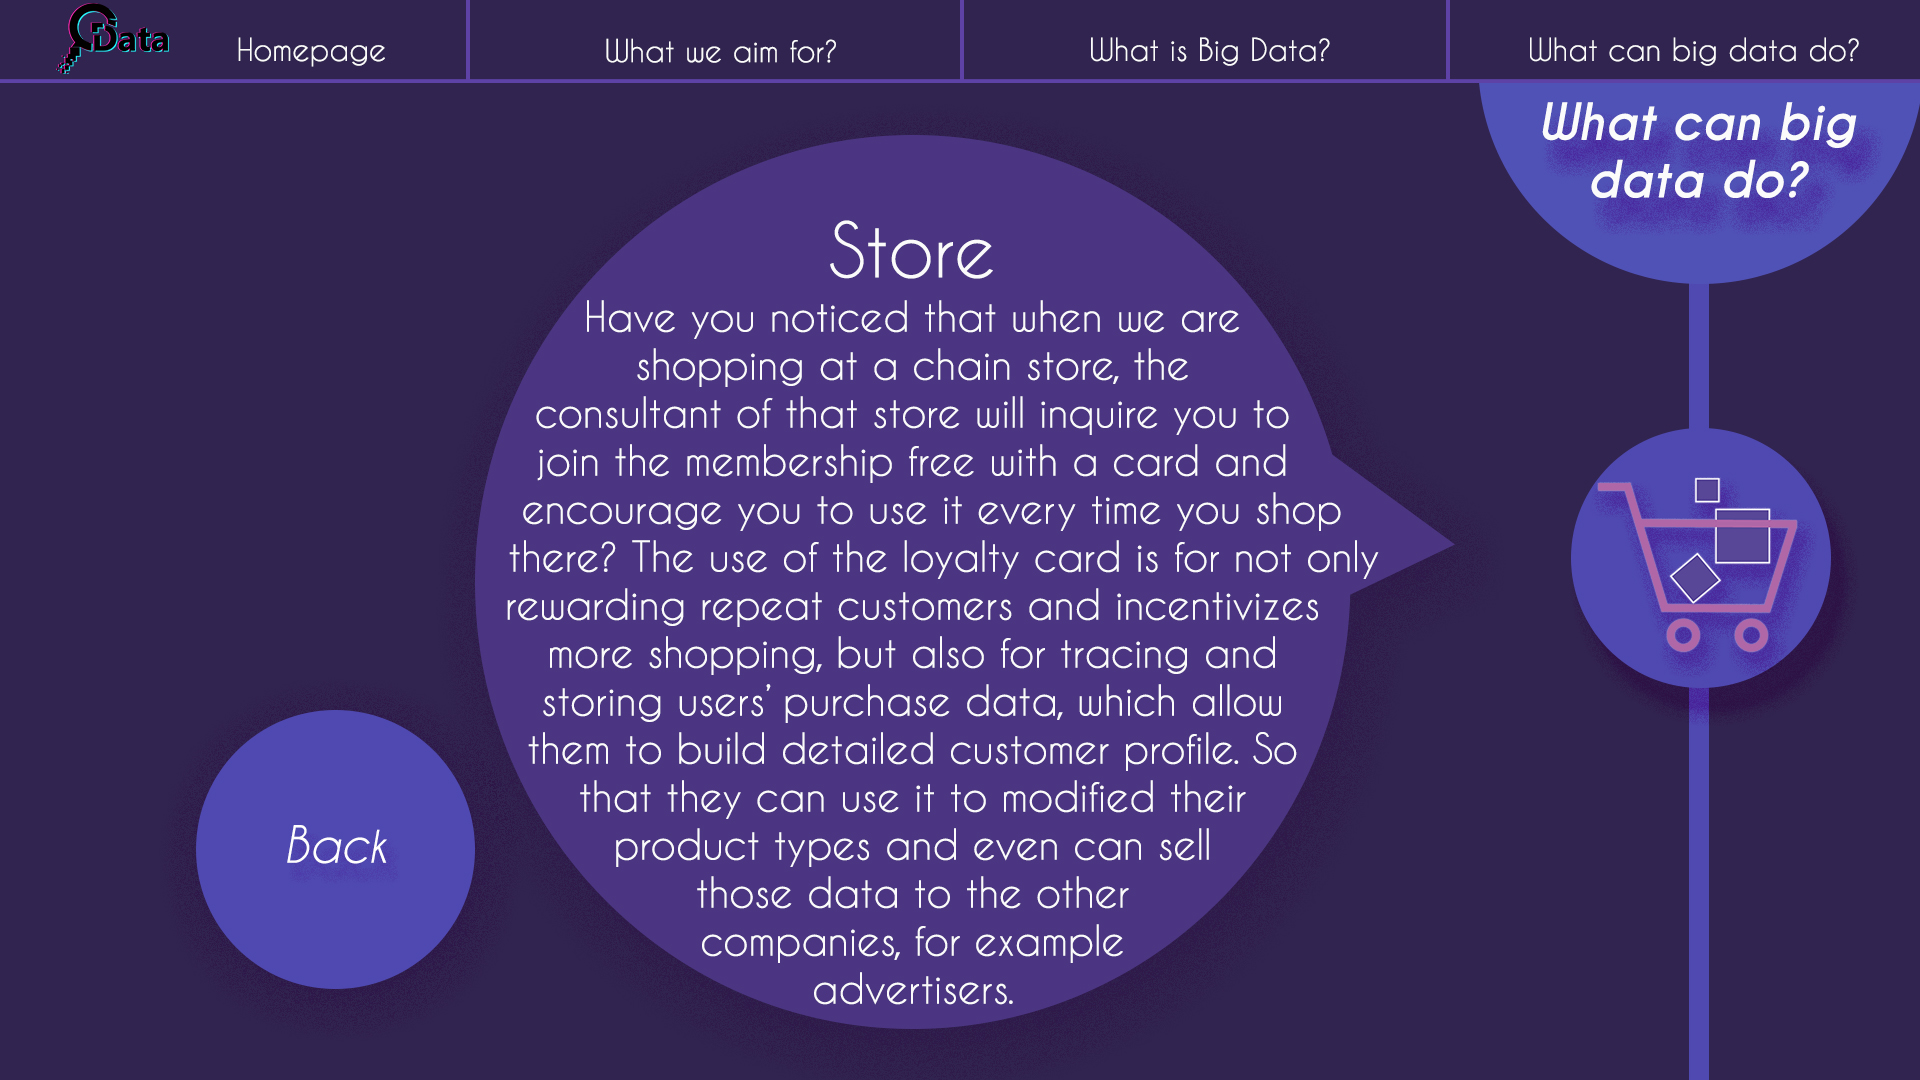 Data
Homepage
What we aim for?
What is Big Data?
What can big data do?
What can big
data do?
Store
Have you noticed that when we are
shopping at a chain store, the
consultant of that store will inquire you to
join the membership free with a card and
encourage you to use it every time you shop
there? The use of the loyalty card is for not only
rewarding repeat customers and incentivizes
more shopping, but also for tracing and
storing users’ purchase data, which allow
them to build detailed customer profile. So
that they can use it to modified their
product types and even can sell
those data to the other
companies, for example
advertisers.
Back